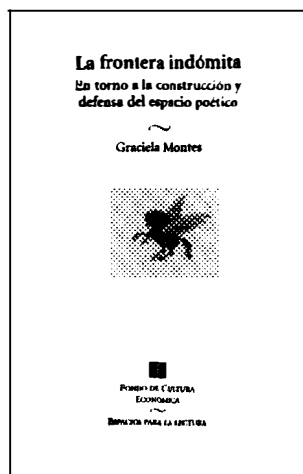 La frontera indómita
En torno a la construcción y
defensa del espacio poético
Graciela Montes
FONDO DE CULTURA
ECONÓMICA
ESPACIOS PARA LA LECTURA